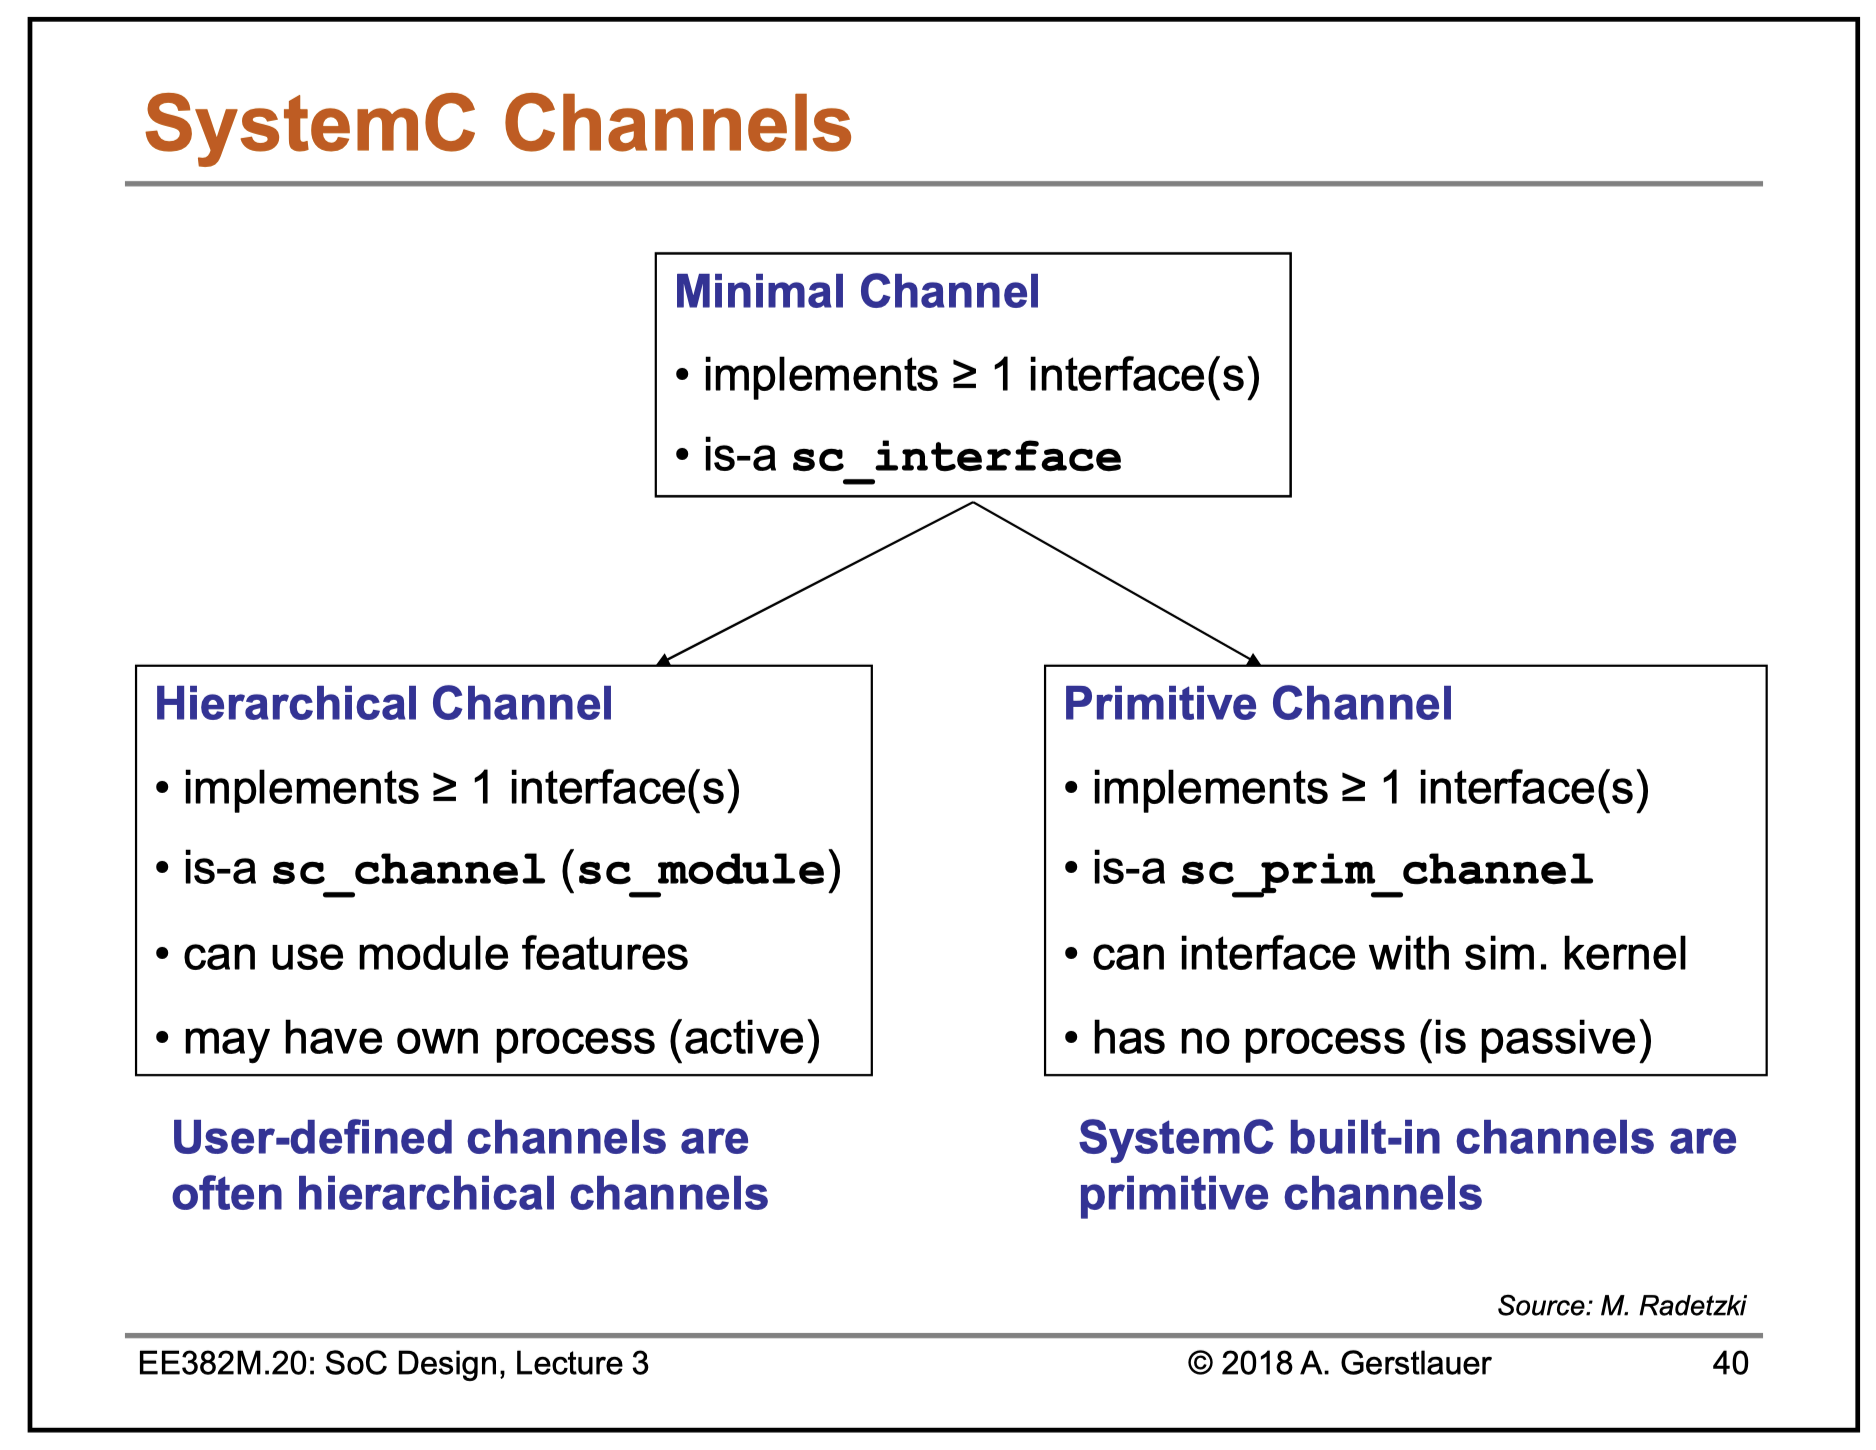 SystemC Channels
Minimal Channel
• implements ≥ 1 interface(s)
• is-a sc_interface
Hierarchical Channel
• implements ≥ 1 interface(s)
• is-a sc_channel (sc_module)
• can use module features
• may have own process (active)
Primitive Channel
• implements ≥ 1 interface(s)
• is-a sc_prim_channel
• can interface with sim. kernel
• has no process (is passive)
User-defined channels are
often hierarchical channels
SystemC built-in channels are
primitive channels
Source: M. Radetzki
EE382M.20: SoC Design, Lecture 3
© 2018 A. Gerstlauer
40